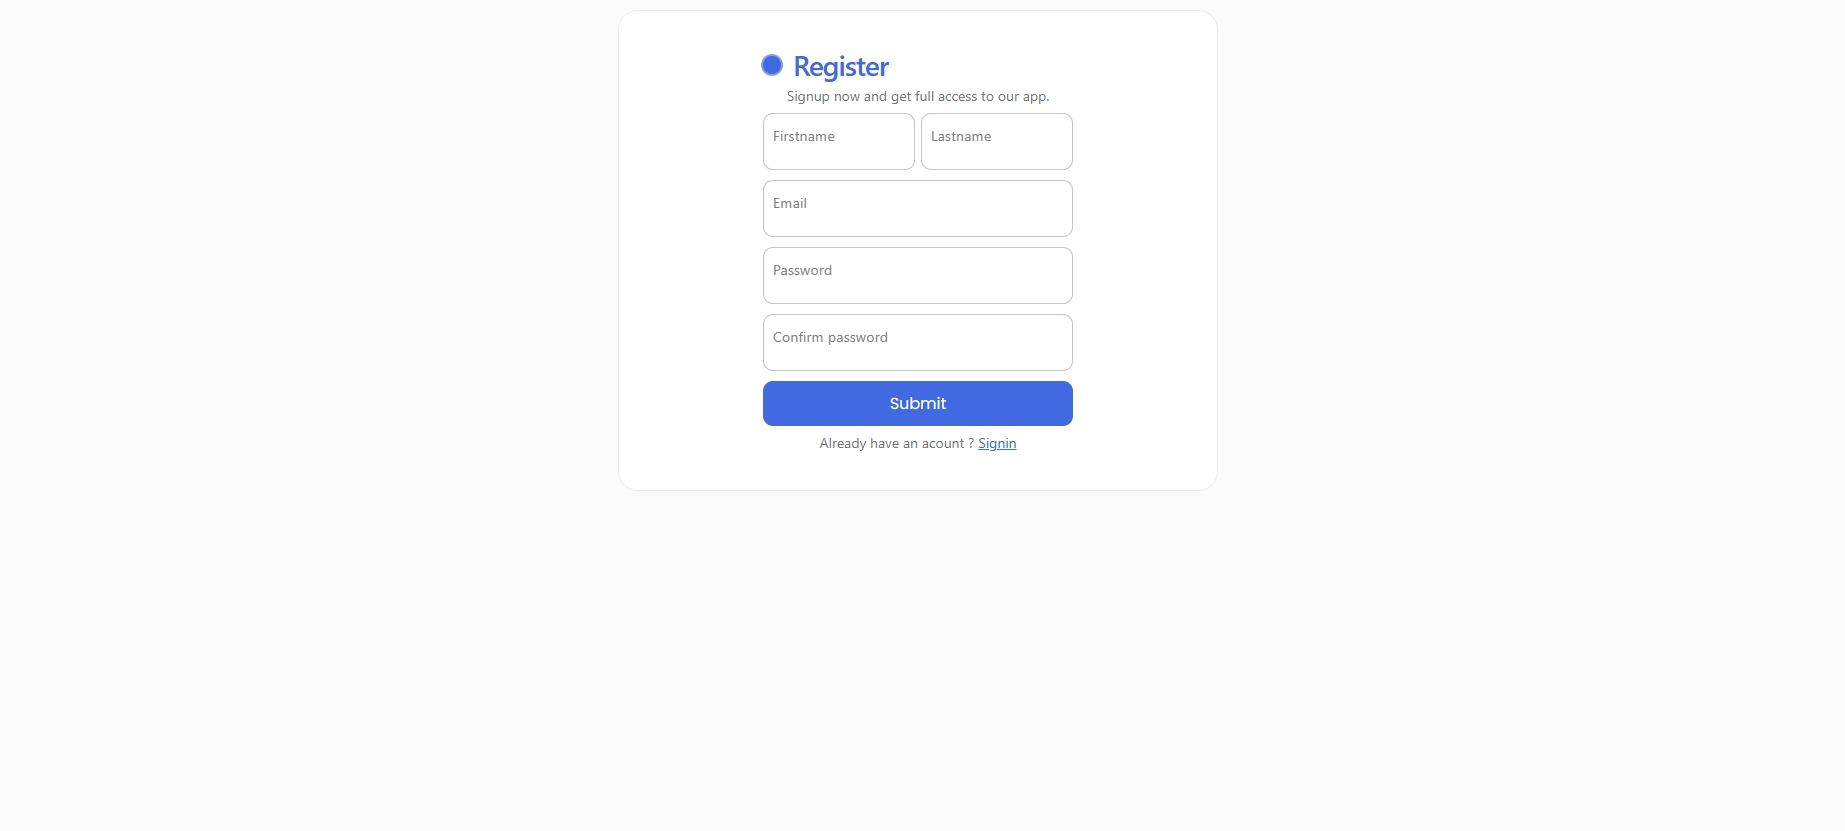 Register
Signup now and get full access to our app.
Firstname Lastname
Email
Password
Confirm password
Submit
Already have an acount ? Signin